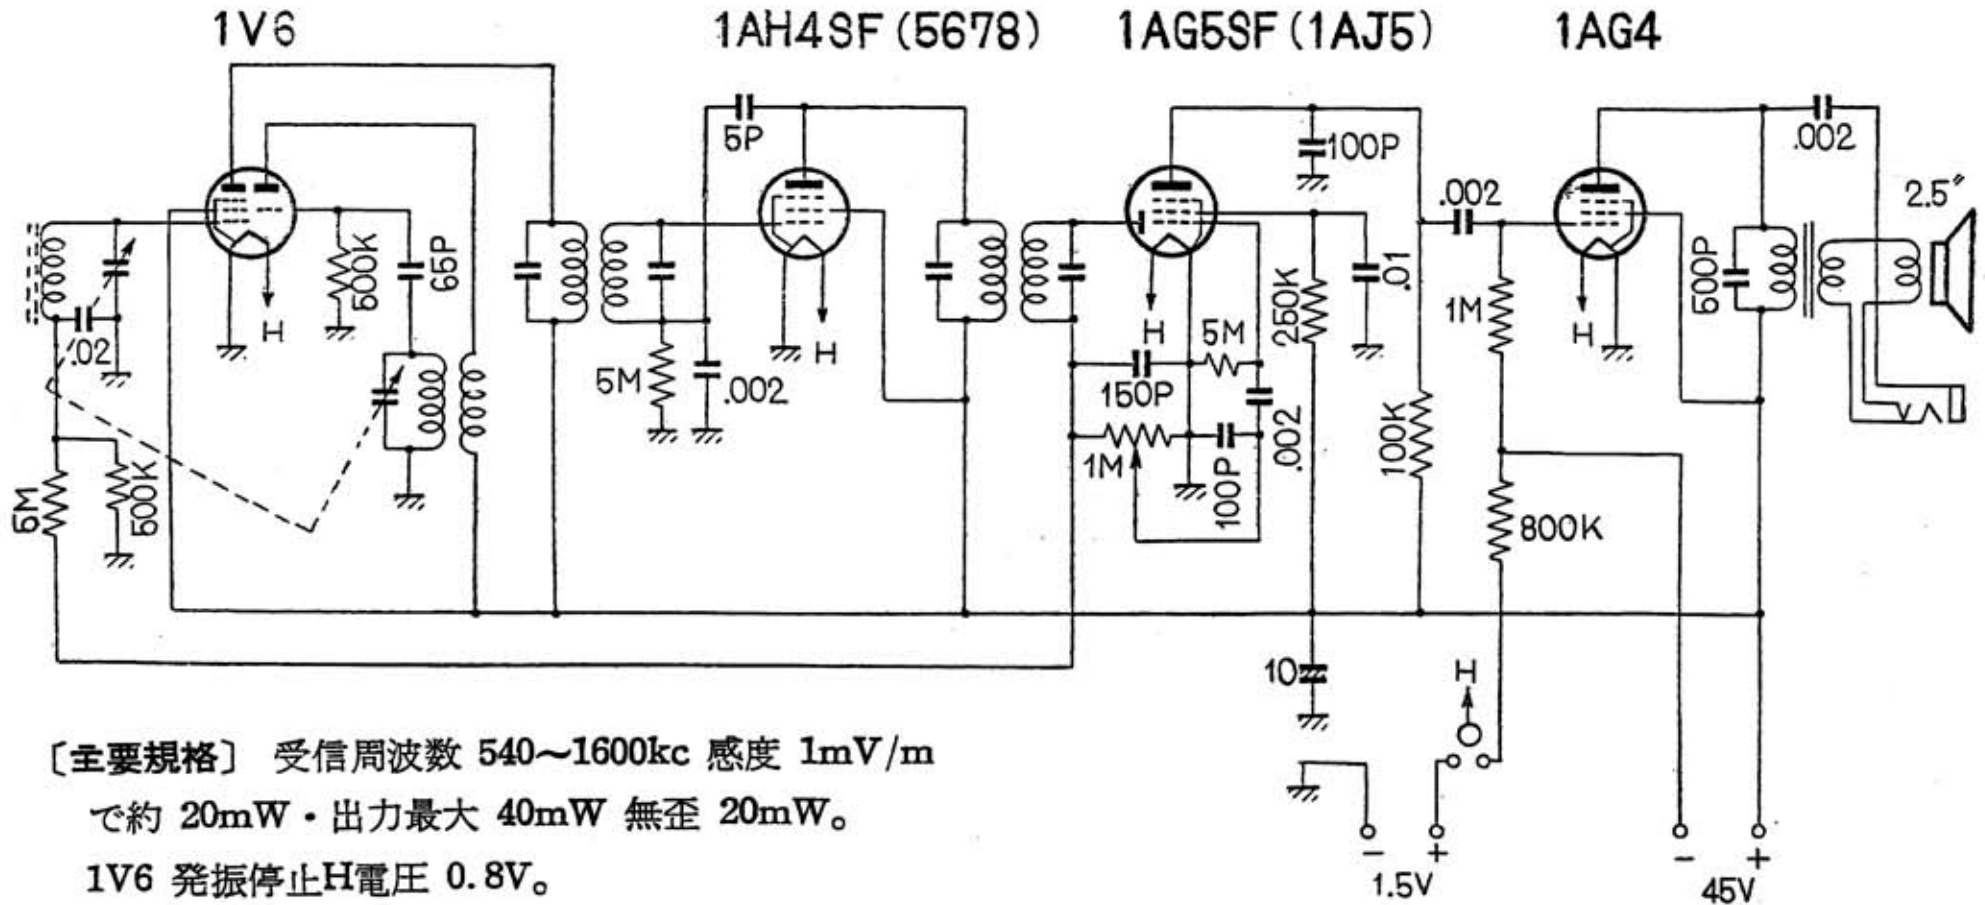 1V6 1AH4SF(5678) 1AG5SF(1AJ5) 1AG4
5P
100P
.002
.002
2.5″
500K
65P
.02
H
5M
.002
H
H
5M
250K
.01
1M
H
500P
150P
.002
1M
100P
100K
5M
500K
800K
10
H
〔主要規格〕 受信周波数 540〜1600kc 感度 1mV/m
で約 20mW・出力最大 40mW 無歪 20mW。
1V6 発振停止H電圧 0.8V。
− +
1.5V
− +
45V